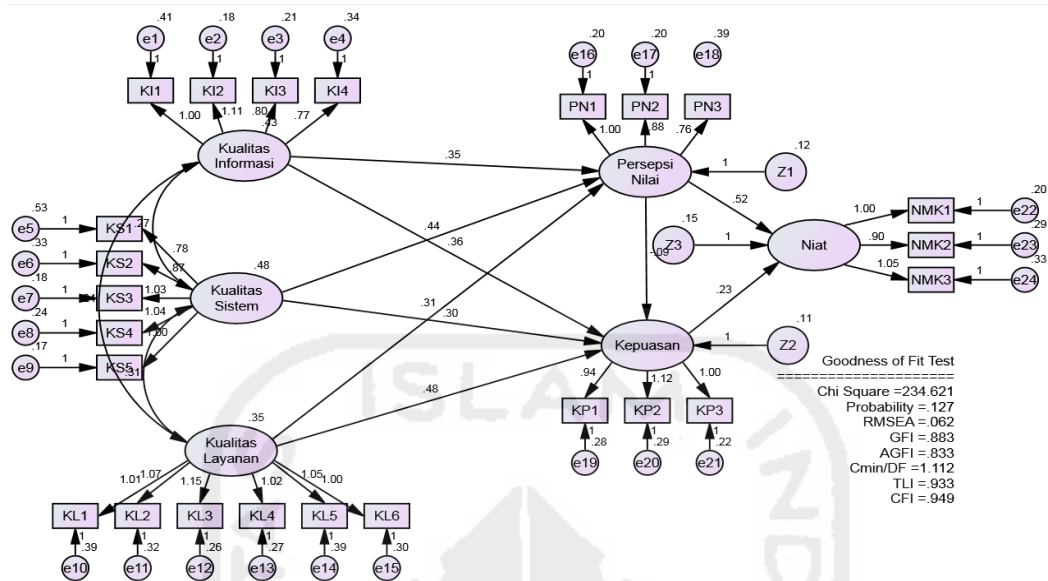 .41 .18 .21 .34
e1 e2 e3 e4
1 1 1 1
KI1 KI2 KI3 KI4
1.00 1.11 .80 .77
.43
Kualitas
Informasi
.20 .20 .39
e16 e17 e18
1 1
PN1 PN2 PN3
1.00 .88 .76
Persepsi
Nilai
.12
1 Z1
.35
.44
.36
.31
.30
.48
.52
-.09
.23
.15
Z3 1
Niat
1.00 NMK1 1 e22 .20
.90 NMK2 1 e23 .29
1.05 NMK3 1 e24 .33
.53
e5 1 KS1 .27 .78
.33
e6 1 KS2 .87
.18
e7 1 KS3 1.03
.24
e8 1 KS4 1.04
.17
e9 1 KS5 1.00
.31
.48
Kualitas
Sistem
Kepuasan
1 Z2
.11
.94 1.12 1.00
KP1 KP2 KP3
1 1 1
.28 .29 .22
e19 e20 e21
.35
Kualitas
Layanan
1.01 1.07 1.15 1.02 1.05 1.00
KL1 KL2 KL3 KL4 KL5 KL6
1 1 1 1 1 1
.39 .32 .26 .27 .39 .30
e10 e11 e12 e13 e14 e15
Goodness of Fit Test
=====================
Chi Square =234.621
Probability =.127
RMSEA =.062
GFI =.883
AGFI =.833
Cmin/DF =1.112
TLI =.933
CFI =.949
ISLAM